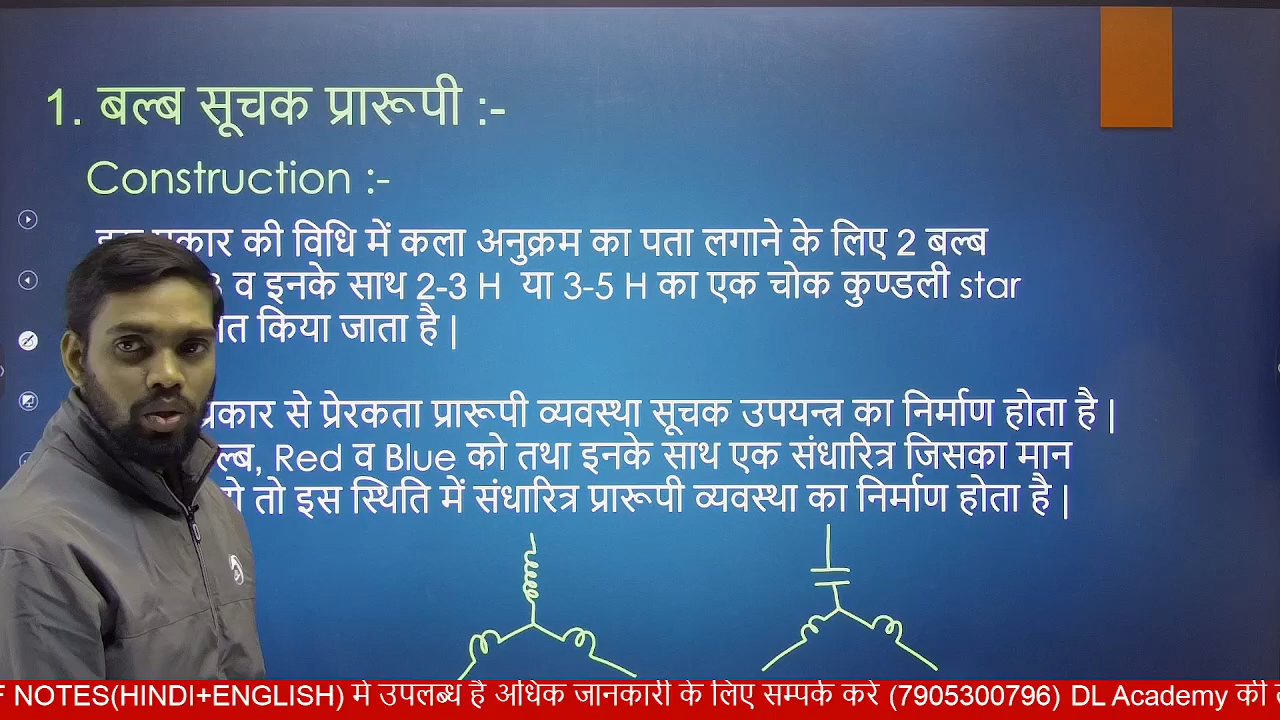 1. बल्ब सूचक प्रारूपी :-
Construction :-
की विधि में कला अनुक्रम का पता लगाने के लिए 2 बल्ब
व इनके साथ 2-3 H या 3-5 H का एक चोक कुण्डली star
किया जाता है |
से प्रेरकता प्रारूपी व्यवस्था सूचक उपयन्त्र का निर्माण होता है |
Red व Blue को तथा इनके साथ एक संधारित्र जिसका मान
तो इस स्थिति में संधारित्र प्रारूपी व्यवस्था का निर्माण होता है |
NOTES(HINDI+ENGLISH) में उपलब्ध है अधिक जानकारी के लिए सम्पर्क करें (7905300796) DL Academy की